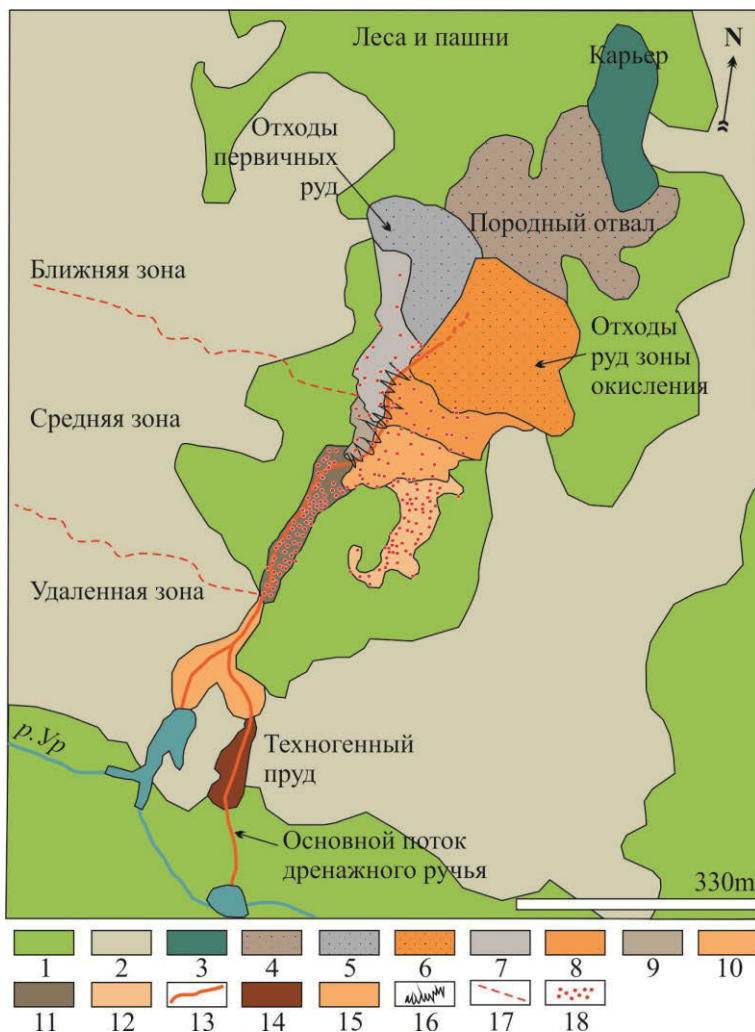 Леса и пашни
Карьер
N
Отходы
первичных
руд
Породный отвал
Ближняя зона
Отходы
руд зоны
окисления
Средняя зона
Удаленная зона
р. Ур
Техногенный
пруд
Основной поток
дренажного ручья
330m
1 2 3 4 5 6 7 8 9 10
11 12 13 14 15 16 17 18